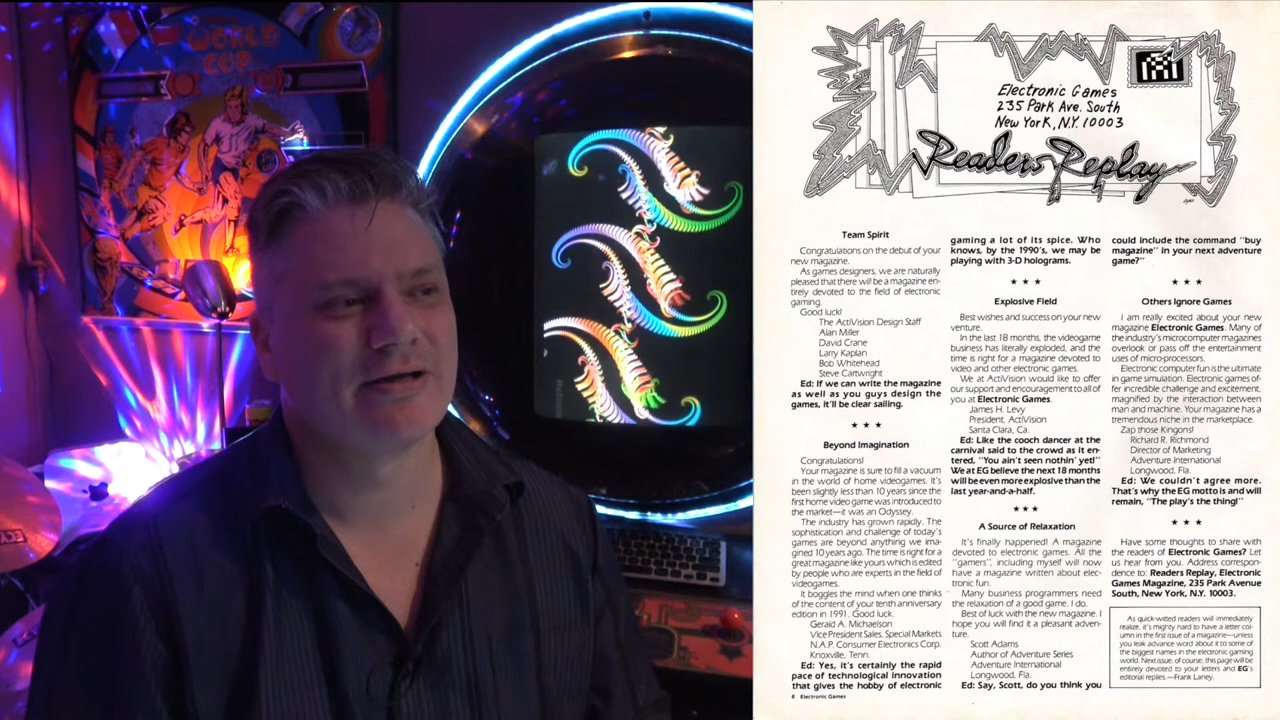 WORLD
CUP
Electronic Games
235 Park Ave. South
New York, N.Y. 10003
Readers Replay
Team Spirit
Congratulations on the debut of your
new magazine.
As games designers, we are naturally
pleased that there will be a magazine en-
tirely devoted to the field of electronic
gaming.
Good luck!
The ActiVision Design Staff
Alan Miller
David Crane
Larry Kaplan
Bob Whitehead
Steve Cartwright
Ed: If we can write the magazine
as well as you guys design the
games, it'll be clear sailing.
★ ★ ★
Beyond Imagination
Congratulations!
Your magazine is sure to fill a vacuum
in the world of home videogames. It's
been slightly less than 10 years since the
first home video game was introduced to
the market—it was an Odyssey.
The industry has grown rapidly. The
sophistication and challenge of today's
games are beyond anything we ima-
gined 10 years ago. The time is right for a
great magazine like yours which is edited
by people who are experts in the field of
videogames.
It boggles the mind when one thinks
of the content of your tenth anniversary
edition in 1991. Good luck.
Gerald A. Michaelson
Vice President Sales, Special Markets
N.A.P. Consumer Electronics Corp.
Knoxville, Tenn.
Ed: Yes, it's certainly the rapid
pace of technological innovation
that gives the hobby of electronic
8 Electronic Games
gaming a lot of its spice. Who
knows, by the 1990's, we may be
playing with 3-D holograms.
★ ★ ★
Explosive Field
Best wishes and success on your new
venture.
In the last 18 months, the videogame
business has literally exploded, and the
time is right for a magazine devoted to
video and other electronic games.
We at ActiVision would like to offer
our support and encouragement to all of
you at Electronic Games.
James H. Levy
President, ActiVision
Santa Clara, Ca.
Ed: Like the cooch dancer at the
carnival said to the crowd as it en-
tered, "You ain't seen nothin' yet!"
We at EG believe the next 18 months
will be even more explosive than the
last year-and-a-half.
★ ★ ★
A Source of Relaxation
It's finally happened! A magazine
devoted to electronic games. All the
"gamers", including myself will now
have a magazine written about elec-
tronic fun.
Many business programmers need
the relaxation of a good game. I do.
Best of luck with the new magazine. I
hope you will find it a pleasant adven-
ture.
Scott Adams
Author of Adventure Series
Adventure International
Longwood, Fla.
Ed: Say, Scott, do you think you
could include the command "buy
magazine" in your next adventure
game?"
★ ★ ★
Others Ignore Games
I am really excited about your new
magazine Electronic Games. Many of
the industry's microcomputer magazines
overlook or pass off the entertainment
uses of micro-processors.
Electronic computer fun is the ultimate
in game simulation. Electronic games of-
fer incredible challenge and excitement,
magnified by the interaction between
man and machine. Your magazine has a
tremendous niche in the marketplace.
Zap those Kingons!
Richard R. Richmond
Director of Marketing
Adventure International
Longwood, Fla.
Ed: We couldn't agree more.
That's why the EG motto is and will
remain, "The play's the thing!"
★ ★ ★
Have some thoughts to share with
the readers of Electronic Games? Let
us hear from you. Address correspon-
dence to: Readers Replay, Electronic
Games Magazine, 235 Park Avenue
South, New York, N.Y. 10003.
As quick-witted readers will immediately
realize, it's mighty hard to have a letter col-
umn in the first issue of a magazine—unless
you leak advance word about it to some of
the biggest names in the electronic gaming
world. Next issue, of course, this page will be
entirely devoted to your letters and EG's
editorial replies.—Frank Laney.